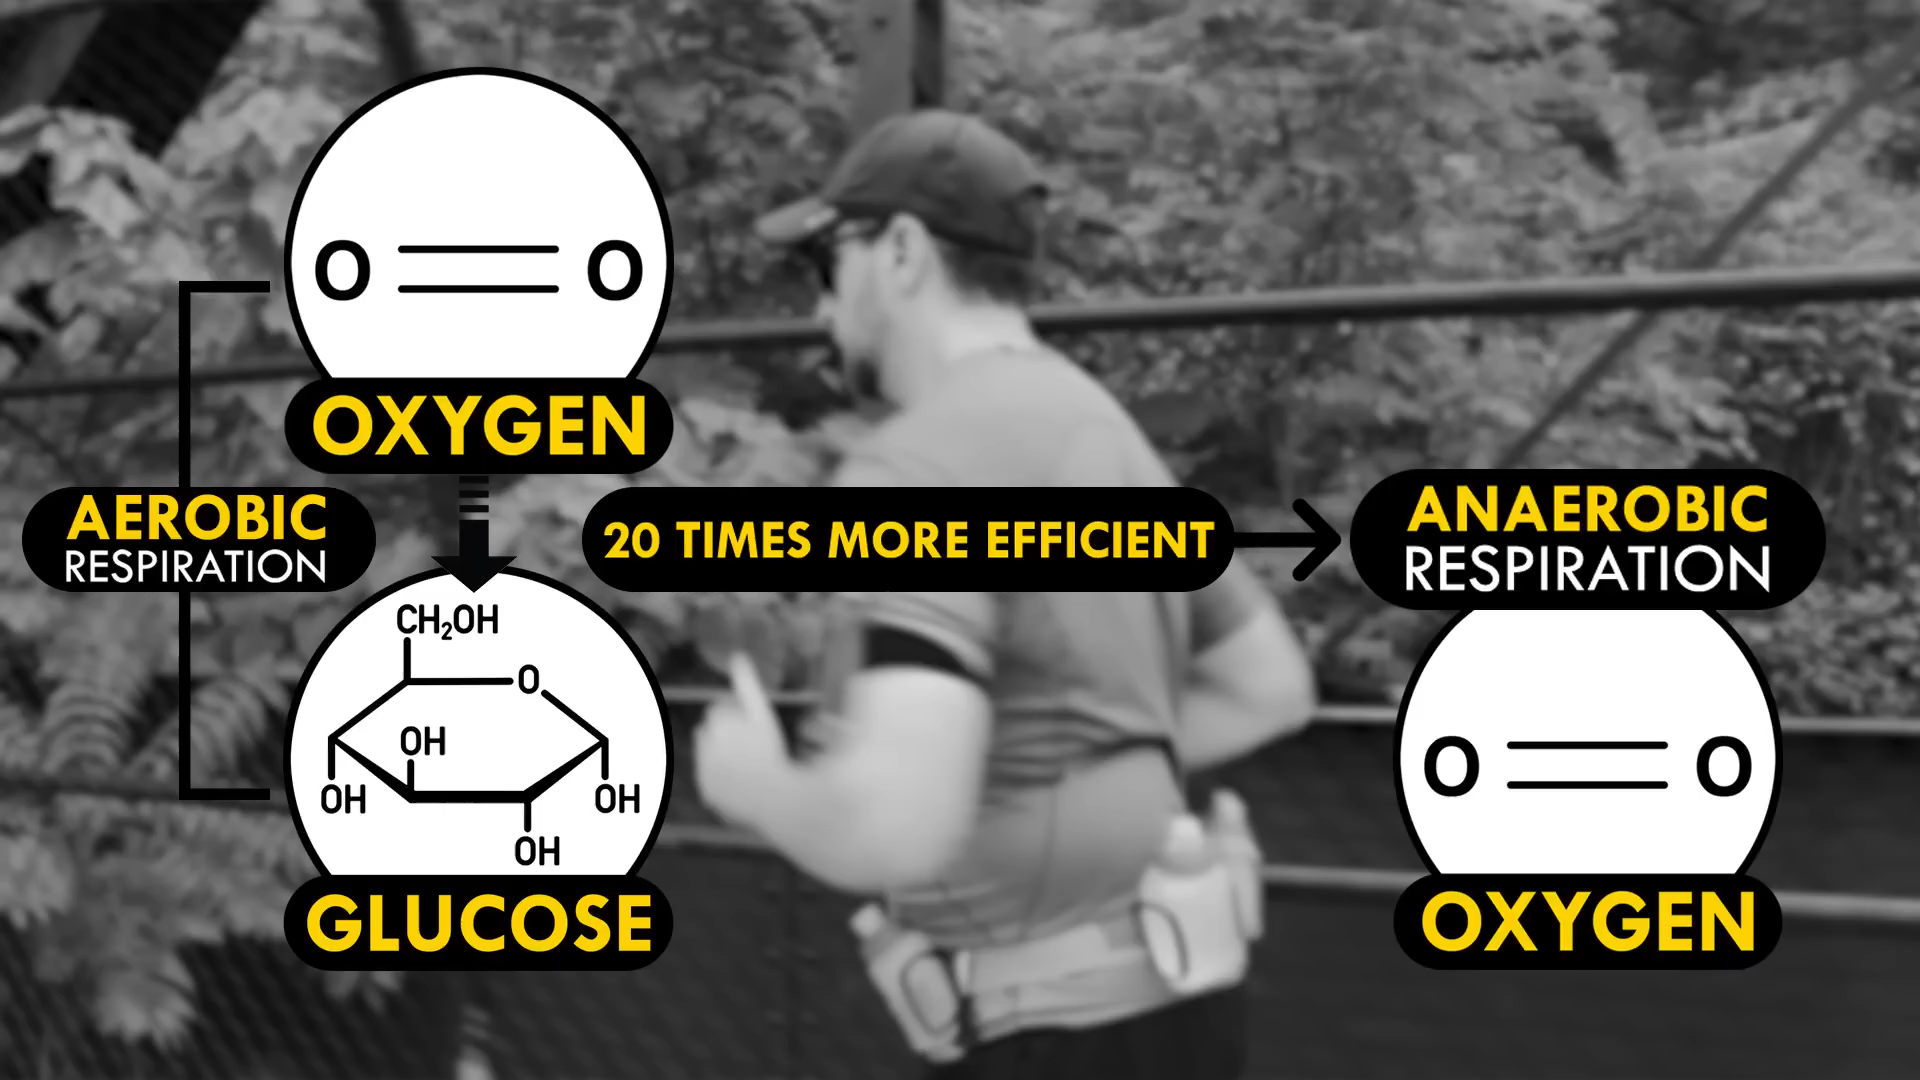 O O
OXYGEN
AEROBIC
RESPIRATION
20 TIMES MORE EFFICIENT
ANAEROBIC
RESPIRATION
CH₂OH
O
OH
OH
OH
OH
GLUCOSE
O O
OXYGEN